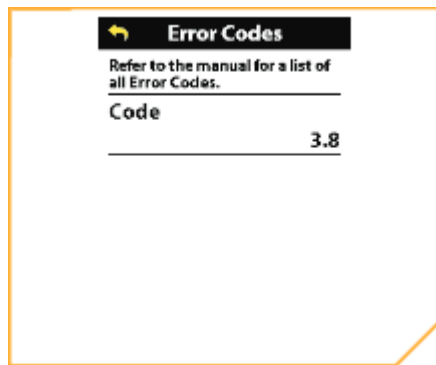 Error Codes
Refer to the manual for a list of
all Error Codes.
Code
3.8